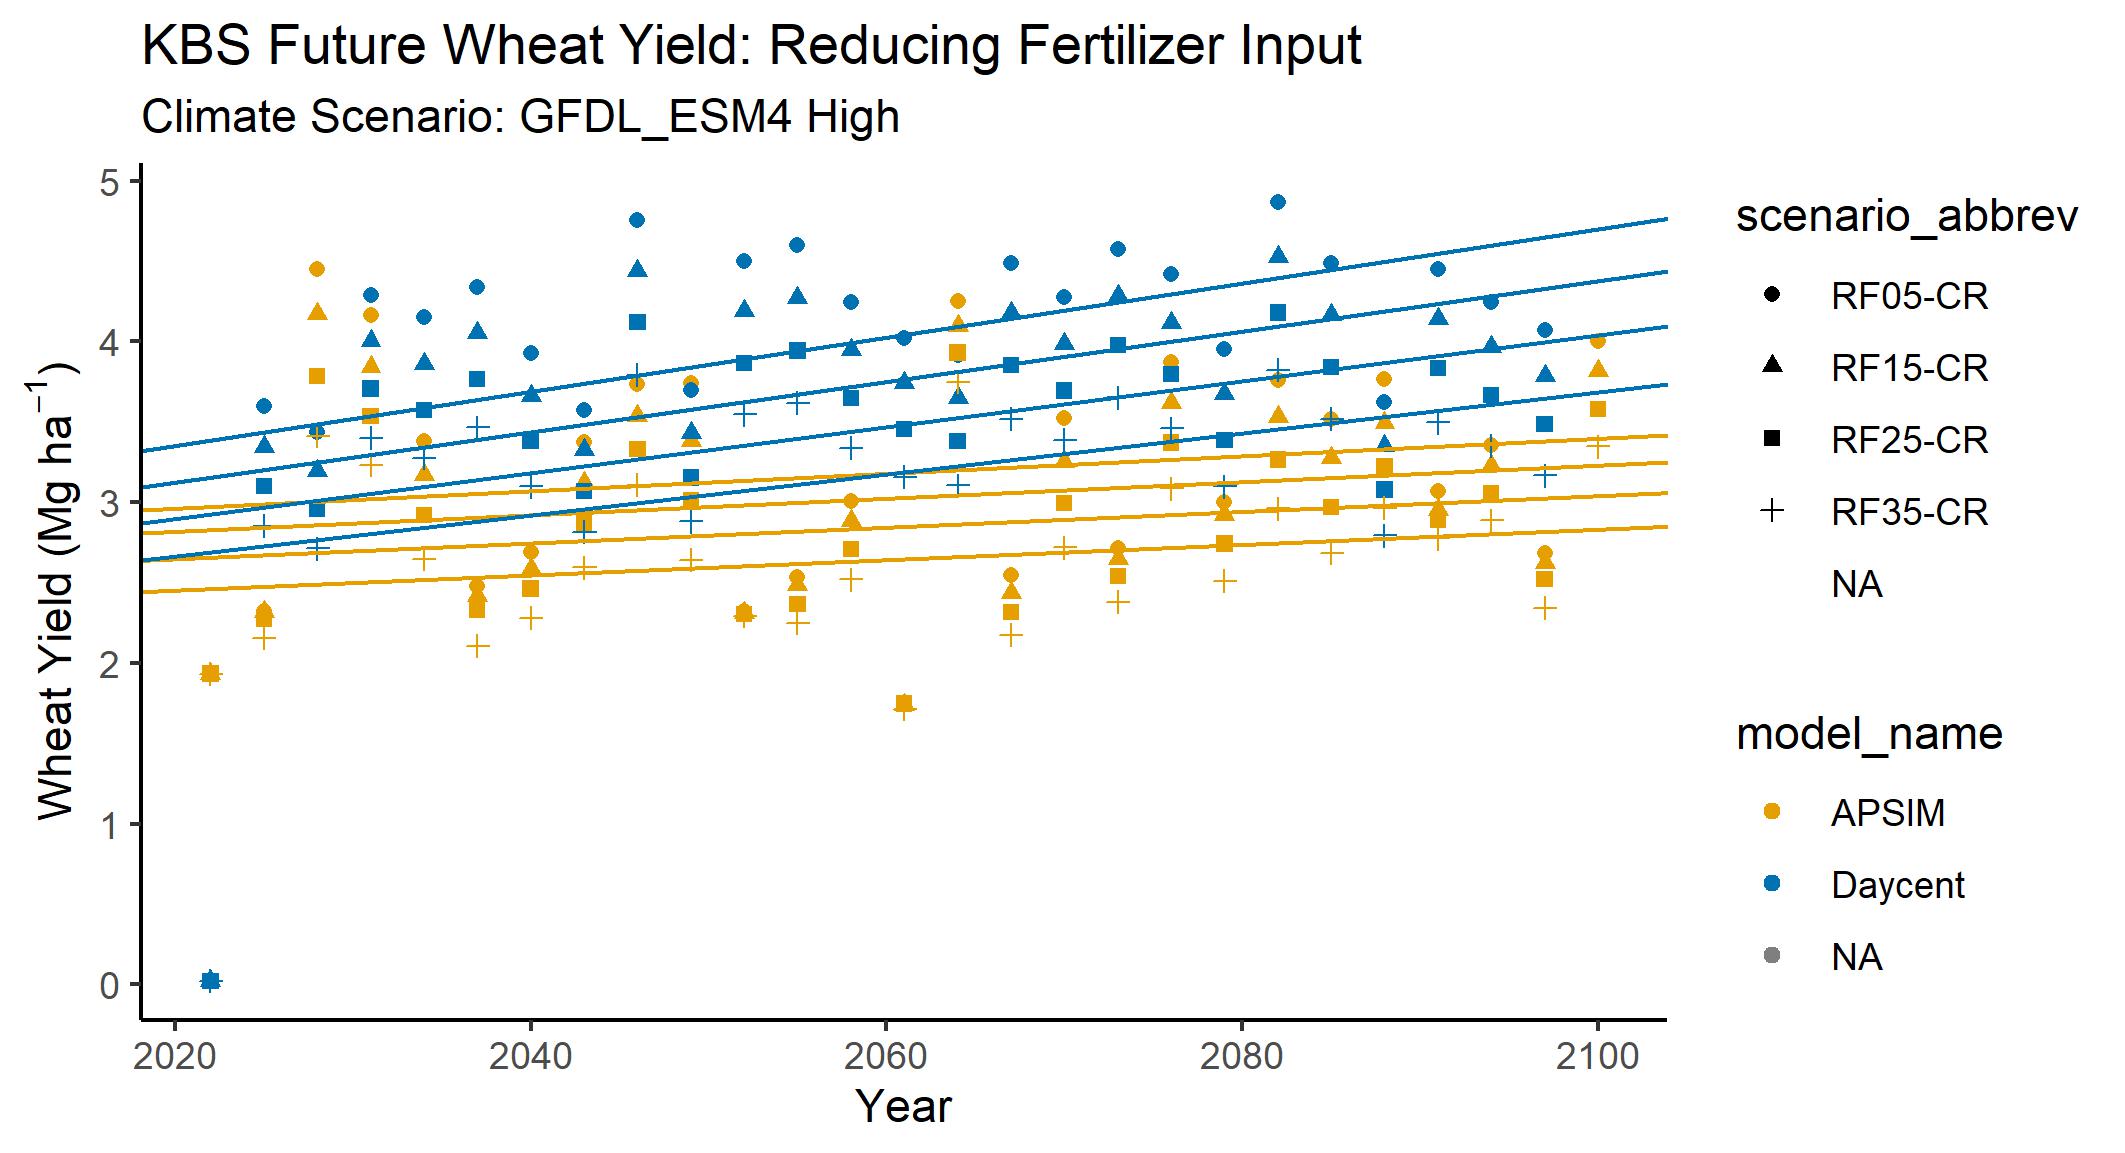 KBS Future Wheat Yield: Reducing Fertilizer Input
Climate Scenario: GFDL_ESM4 High
Wheat Yield (Mg ha⁻¹)
5
4
3
2
1
0
2020 2040 2060 2080 2100
Year
scenario_abbrev
RF05-CR
RF15-CR
RF25-CR
RF35-CR
NA
model_name
APSIM
Daycent
NA